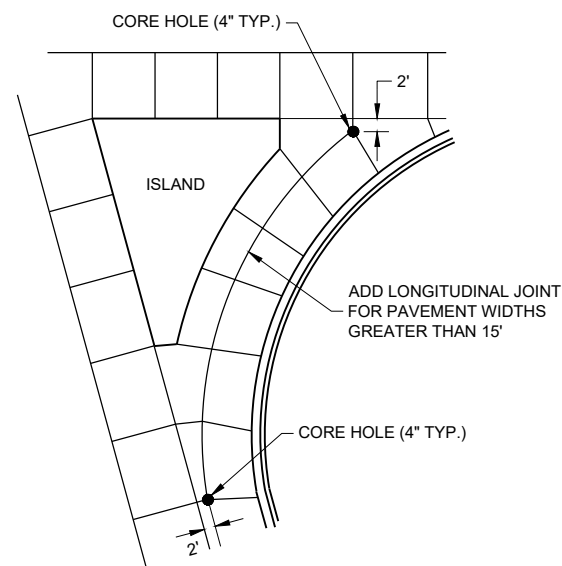 CORE HOLE (4" TYP.)
2'
ISLAND
ADD LONGITUDINAL JOINT
FOR PAVEMENT WIDTHS
GREATER THAN 15'
CORE HOLE (4" TYP.)
2'